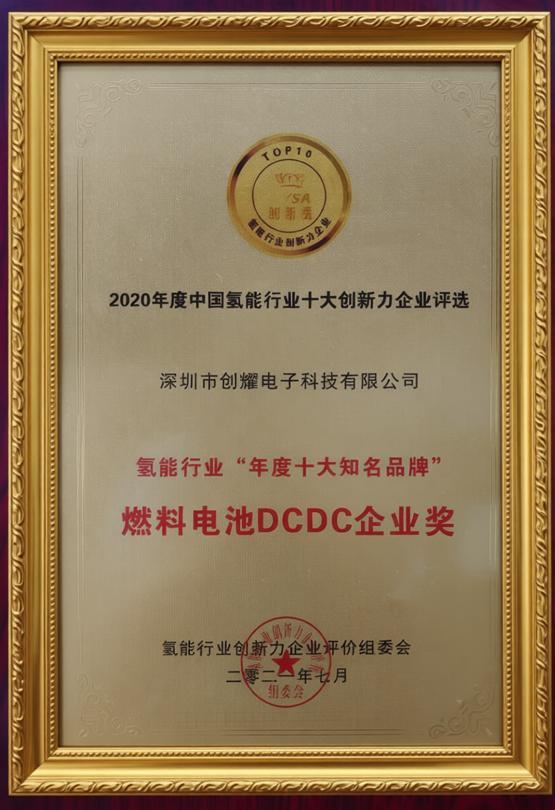 TOP10
创新委
氢能行业创新力企业
2020年度中国氢能行业十大创新力企业评选
深圳市创耀电子科技有限公司
氢能行业“年度十大知名品牌”
燃料电池DCDC企业奖
氢能行业创新力企业评价组委会
二零二一年七月
组委会